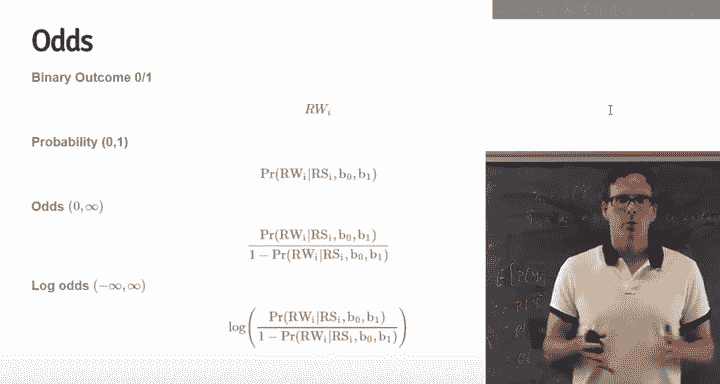 Odds
Binary Outcome 0/1
RWᵢ
Probability (0,1)
Pr(RWᵢ|RSᵢ, b₀, b₁)
Odds (0, ∞)
Pr(RWᵢ|RSᵢ, b₀, b₁)
1 − Pr(RWᵢ|RSᵢ, b₀, b₁)
Log odds (−∞, ∞)
log(Pr(RWᵢ|RSᵢ, b₀, b₁) / 1 − Pr(RWᵢ|RSᵢ, b₀, b₁))